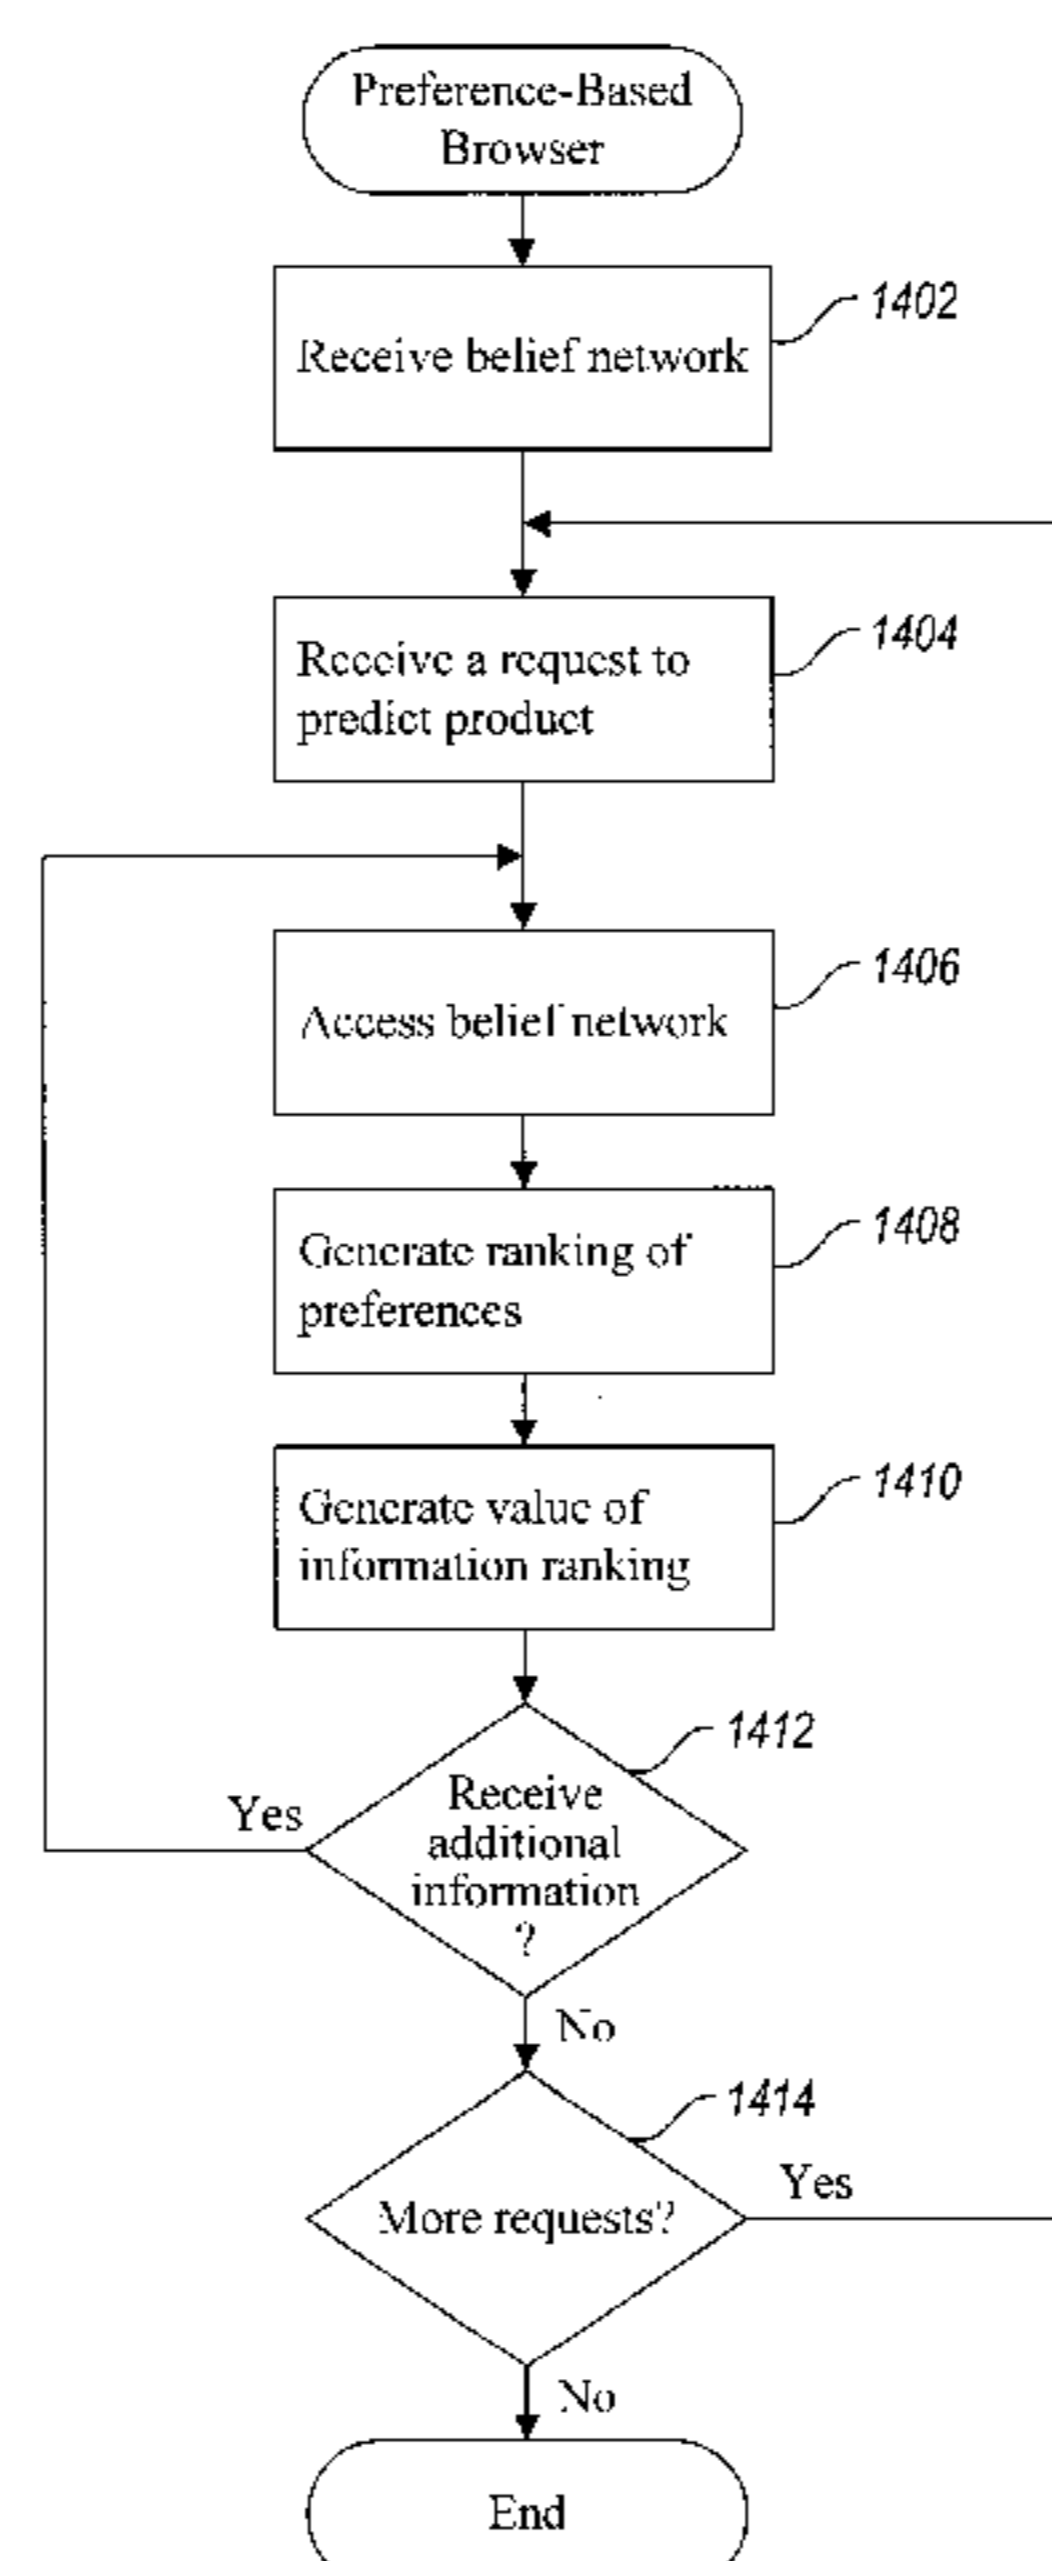 Preference-Based
Browser
1402
Receive belief network
1404
Receive a request to
predict product
1406
Access belief network
1408
Generate ranking of
preferences
1410
Generate value of
information ranking
1412
Receive
additional
information
?
Yes
No
1414
More requests?
Yes
No
End